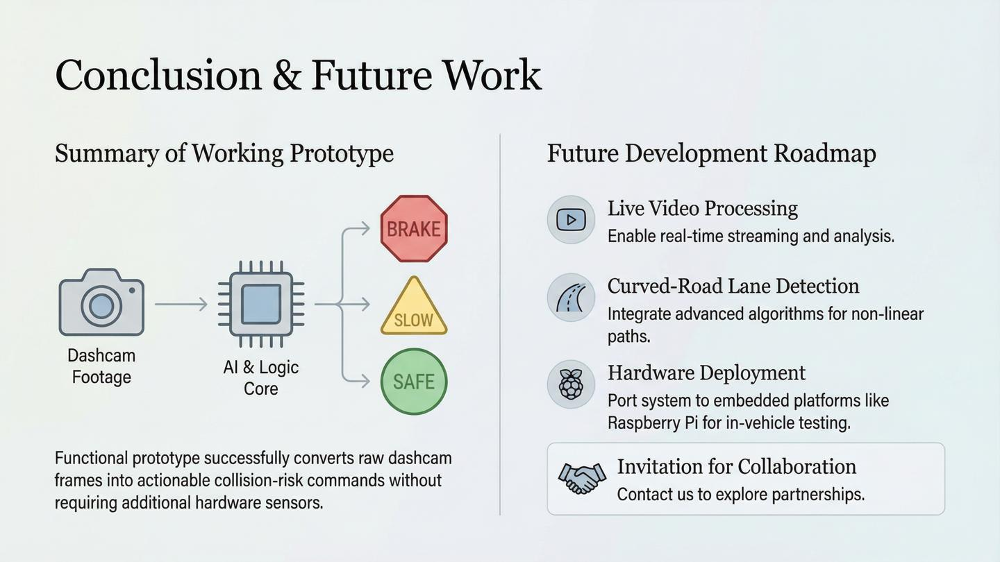 Conclusion & Future Work
Summary of Working Prototype
Dashcam
Footage
AI & Logic
Core
BRAKE
SLOW
SAFE
Functional prototype successfully converts raw dashcam
frames into actionable collision-risk commands without
requiring additional hardware sensors.
Future Development Roadmap
Live Video Processing
Enable real-time streaming and analysis.
Curved-Road Lane Detection
Integrate advanced algorithms for non-linear
paths.
Hardware Deployment
Port system to embedded platforms like
Raspberry Pi for in-vehicle testing.
Invitation for Collaboration
Contact us to explore partnerships.